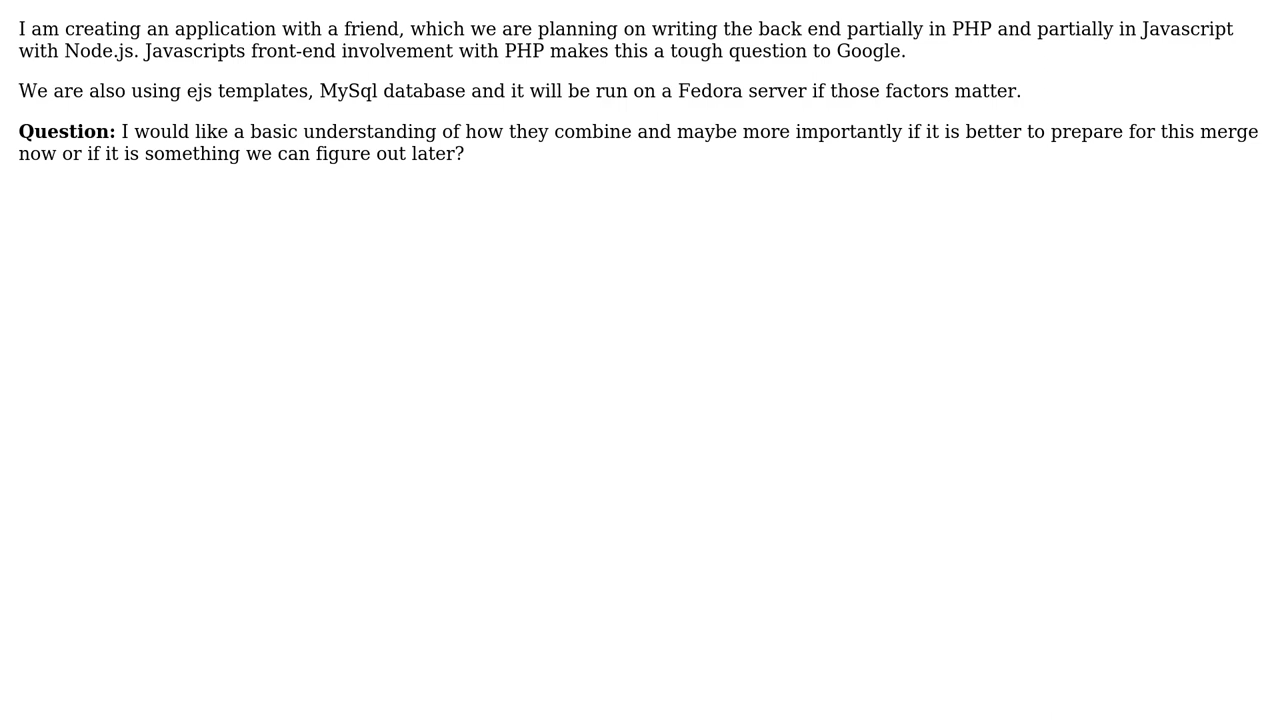 I am creating an application with a friend, which we are planning on writing the back end partially in PHP and partially in Javascript
with Node.js. Javascripts front-end involvement with PHP makes this a tough question to Google.
We are also using ejs templates, MySql database and it will be run on a Fedora server if those factors matter.
Question: I would like a basic understanding of how they combine and maybe more importantly if it is better to prepare for this merge
now or if it is something we can figure out later?